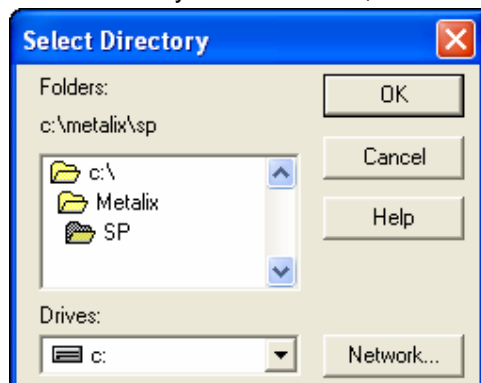 Select Directory
Folders:
c:\metalix\sp
OK
Cancel
Help
c:\
Metalix
SP
Drives:
c:
Network...